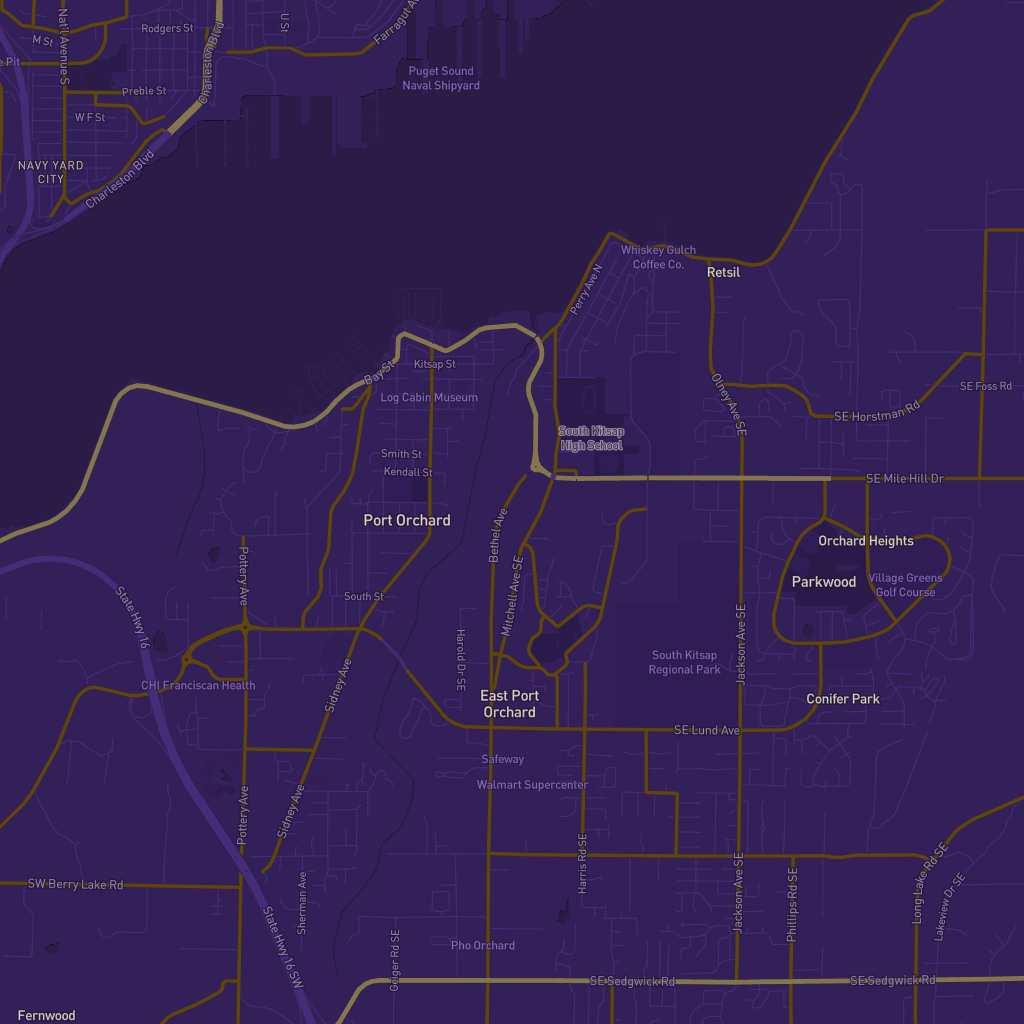 Rodgers St
U St
Farragut A
M St
Nat'l Avenue S
Charleston Blvd
e Pit
Puget Sound
Naval Shipyard
Preble St
W F St
NAVY YARD
CITY
Charleston Blvd
Whiskey Gulch
Coffee Co.
Retsil
Perry Ave N
Kitsap St
Bay St
Log Cabin Museum
Olney Ave SE
SE Foss Rd
SE Horstman Rd
South Kitsap
High School
Smith St
Kendall St
SE Mile Hill Dr
Port Orchard
Bethel Ave
Orchard Heights
Pottery Ave
Mitchell Ave SE
Parkwood
Village Greens
Golf Course
State Hwy 16
South St
Jackson Ave SE
Harold Dr SE
South Kitsap
Regional Park
CHI Franciscan Health
Sidney Ave
East Port
Orchard
Conifer Park
SE Lund Ave
Safeway
Walmart Supercenter
Pottery Ave
Sidney Ave
Harris Rd SE
SW Berry Lake Rd
Sherman Ave
Jackson Ave SE
Phillips Rd SE
Long Lake Rd SE
Lakeview Dr SE
State Hwy 16 SW
Geiger Rd SE
Pho Orchard
SE Sedgwick Rd
SE Sedgwick Rd
Fernwood